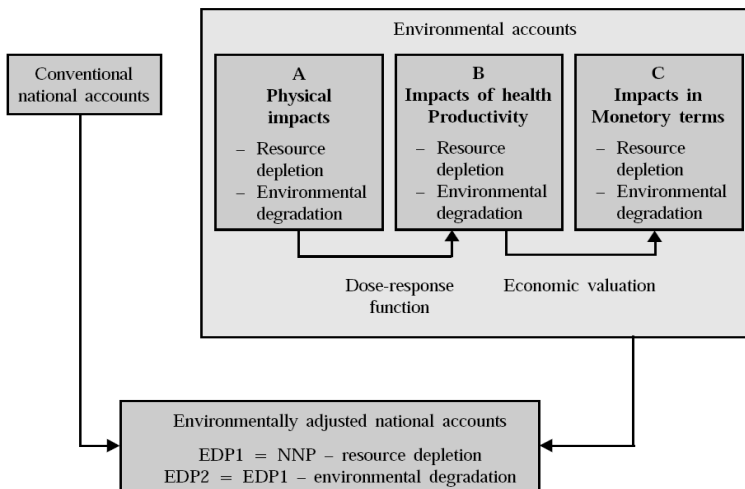 Environmental accounts
Conventional
national accounts
A
Physical
impacts
– Resource
depletion
– Environmental
degradation
B
Impacts of health
Productivity
– Resource
depletion
– Environmental
degradation
C
Impacts in
Monetory terms
– Resource
depletion
– Environmental
degradation
Dose-response
function
Economic valuation
Environmentally adjusted national accounts
EDP1 = NNP – resource depletion
EDP2 = EDP1 – environmental degradation